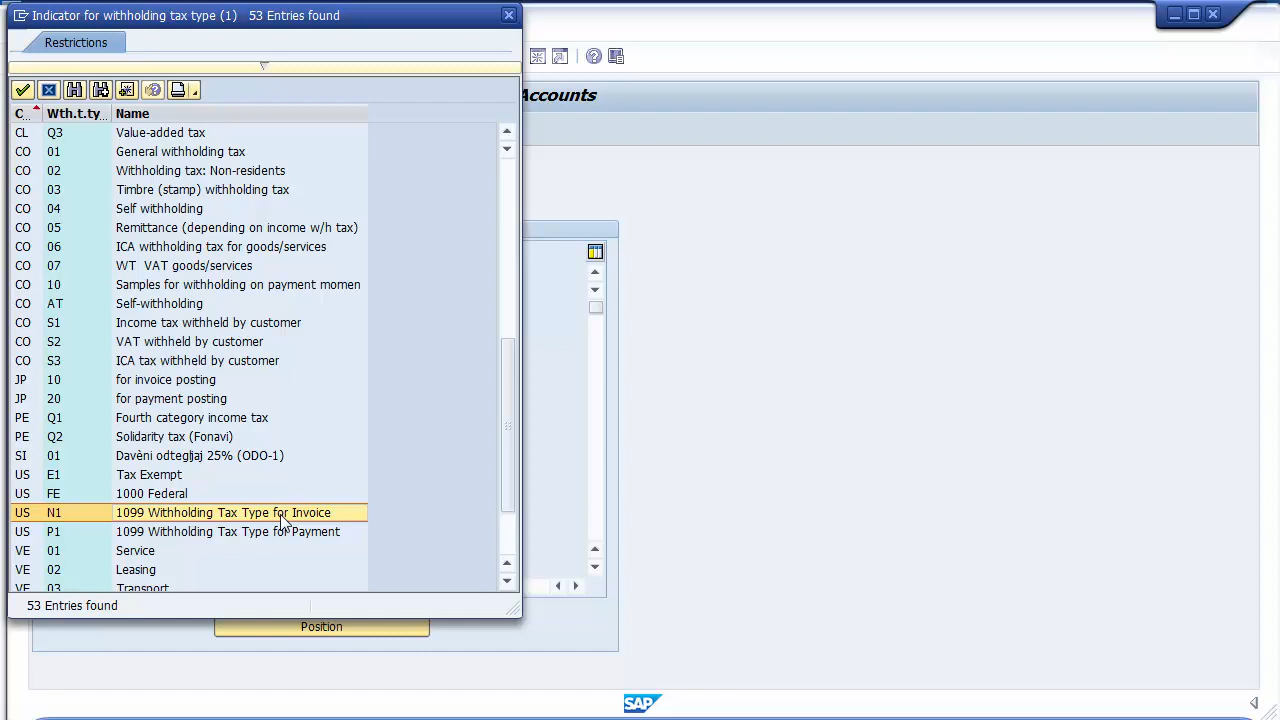 Indicator for withholding tax type (1) 53 Entries found
Restrictions
Accounts
C... Wth.t.ty... Name
CL Q3 Value-added tax
CO 01 General withholding tax
CO 02 Withholding tax: Non-residents
CO 03 Timbre (stamp) withholding tax
CO 04 Self withholding
CO 05 Remittance (depending on income w/h tax)
CO 06 ICA withholding tax for goods/services
CO 07 WT VAT goods/services
CO 10 Samples for withholding on payment momen
CO AT Self-withholding
CO S1 Income tax withheld by customer
CO S2 VAT withheld by customer
CO S3 ICA tax withheld by customer
JP 10 for invoice posting
JP 20 for payment posting
PE Q1 Fourth category income tax
PE Q2 Solidarity tax (Fonavi)
SI 01 Davèni odtegljaj 25% (ODO-1)
US E1 Tax Exempt
US FE 1000 Federal
US N1 1099 Withholding Tax Type for Invoice
US P1 1099 Withholding Tax Type for Payment
VE 01 Service
VE 02 Leasing
VE 03 Transport
53 Entries found
Position
SAP